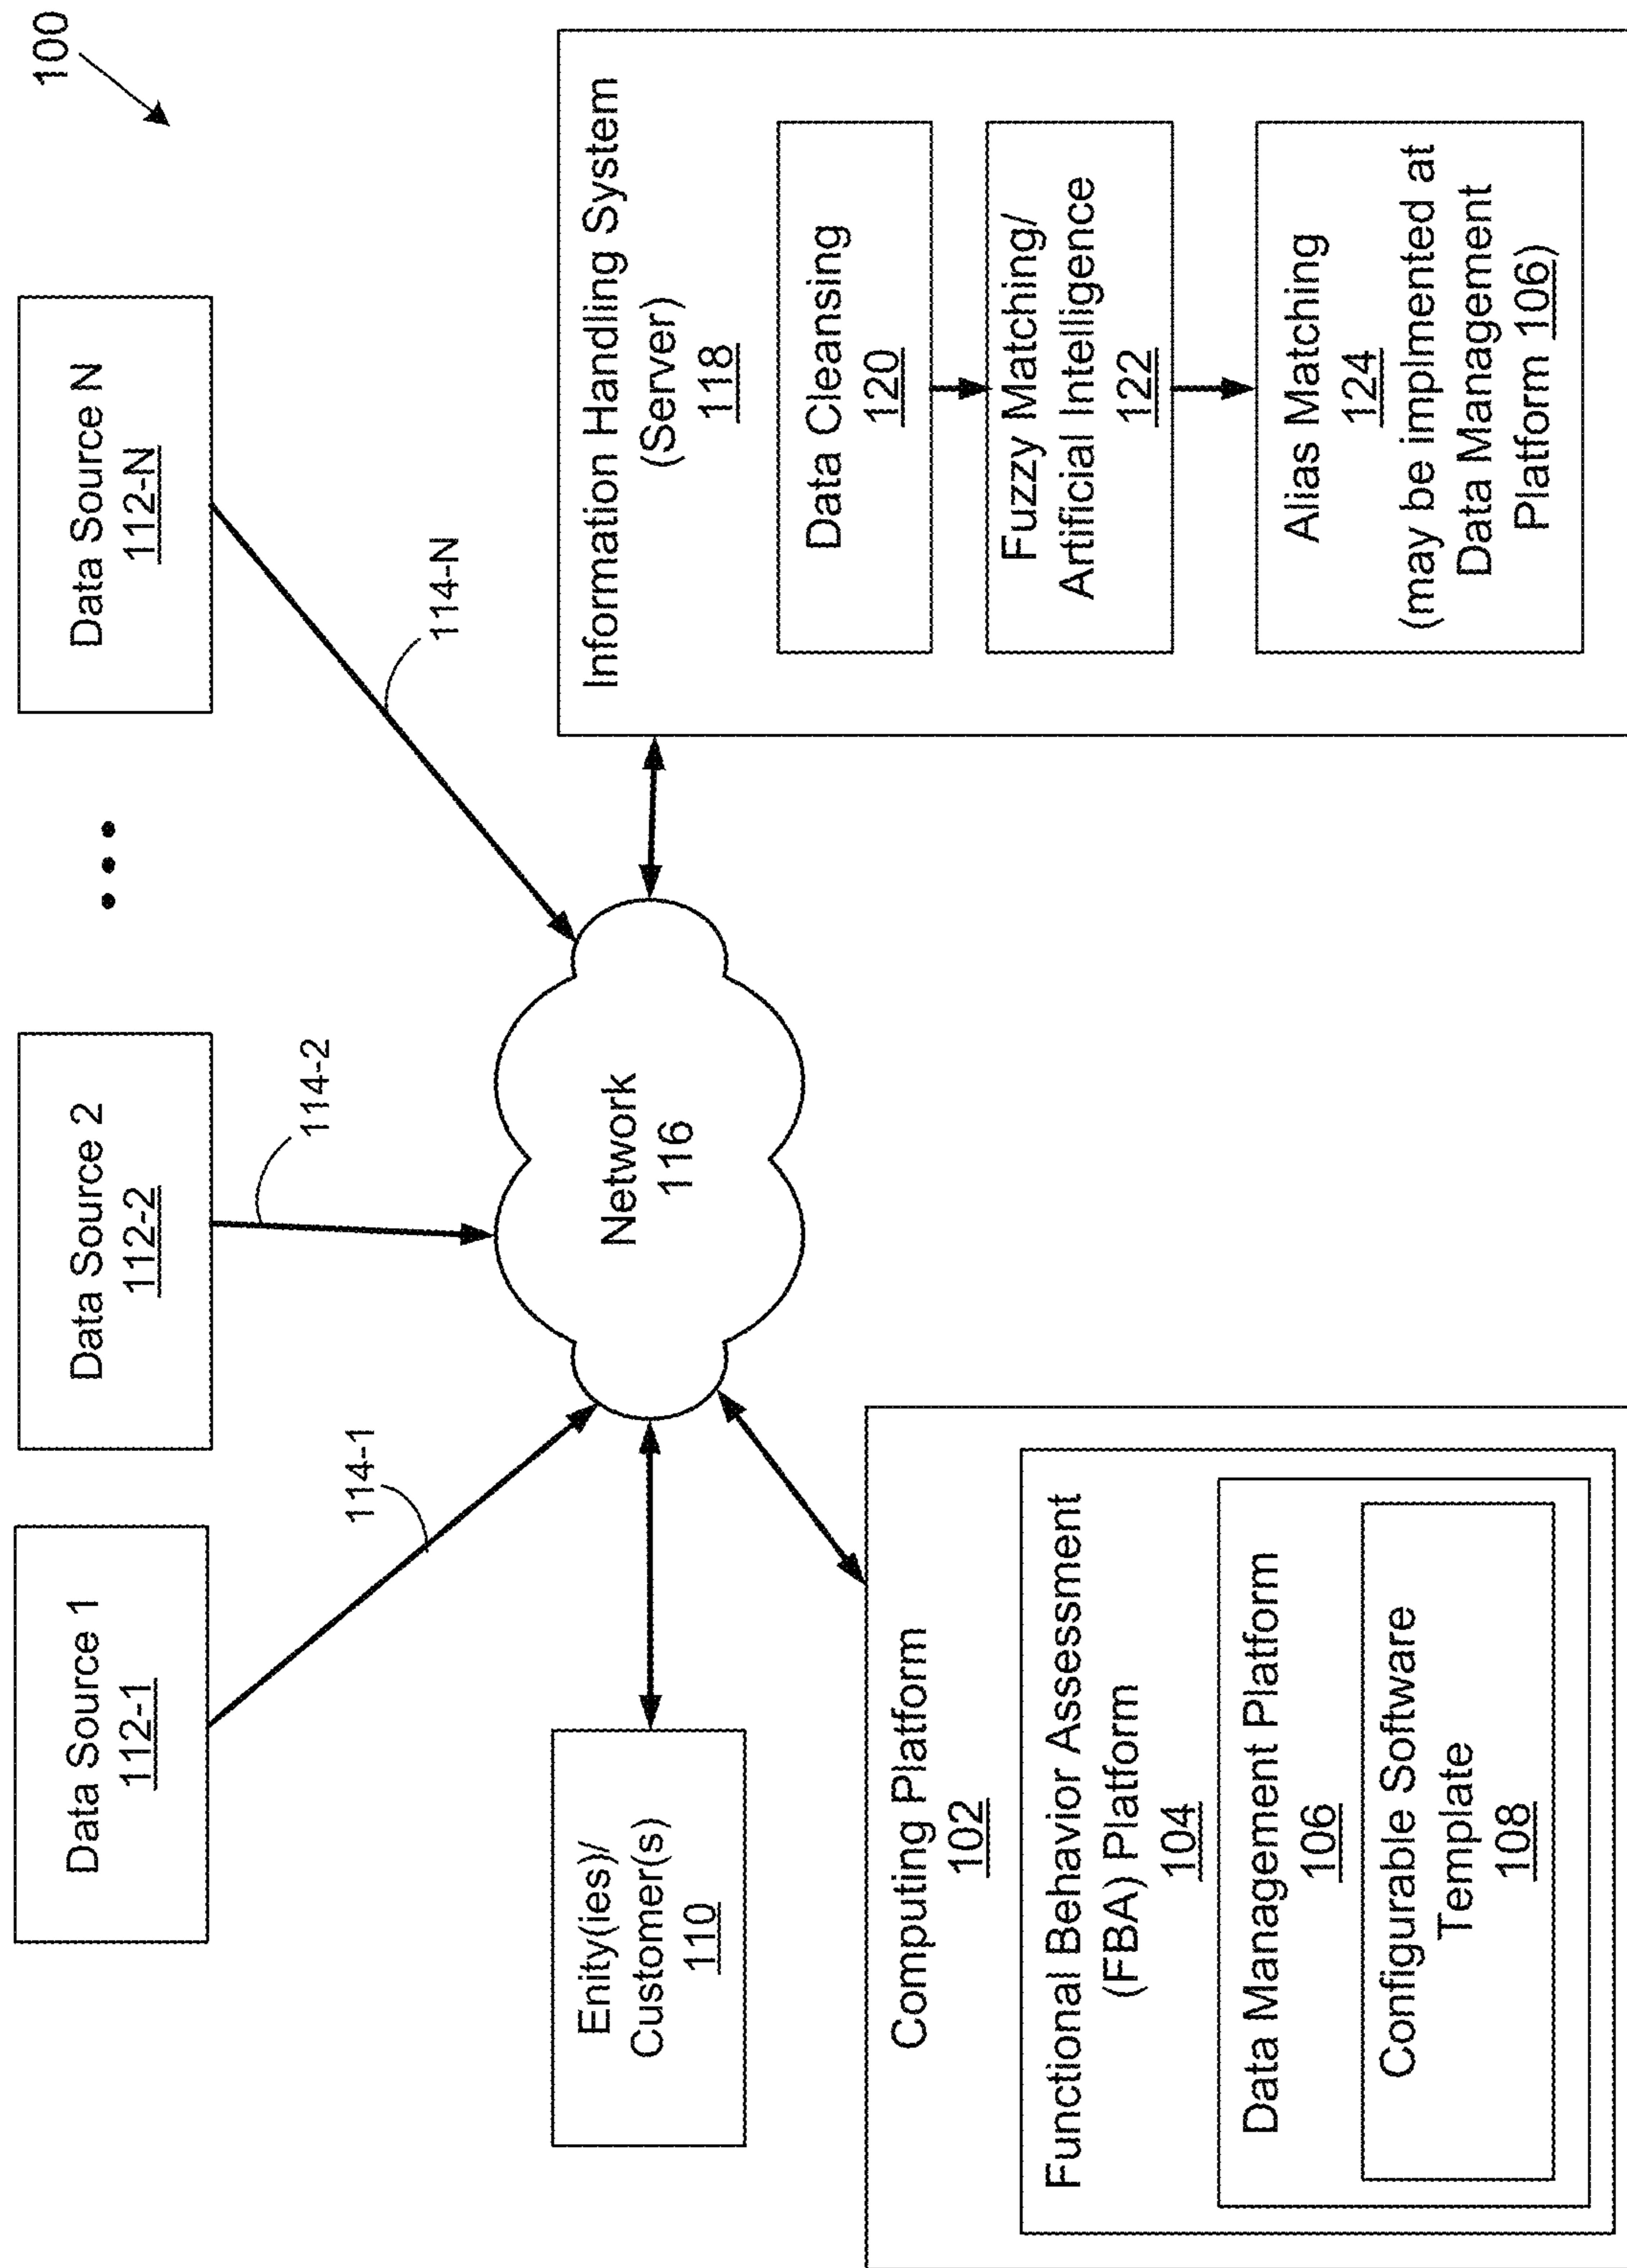 100
Data Source 1
112-1
Data Source 2
112-2
Data Source N
112-N
114-1
114-2
114-N
Enity(ies)/
Customer(s)
110
Network
116
Computing Platform
102
Functional Behavior Assessment
(FBA) Platform
104
Data Management Platform
106
Configurable Software
Template
108
Information Handling System
(Server)
118
Data Cleansing
120
Fuzzy Matching/
Artificial Intelligence
122
Alias Matching
124
(may be implmented at
Data Management
Platform 106)